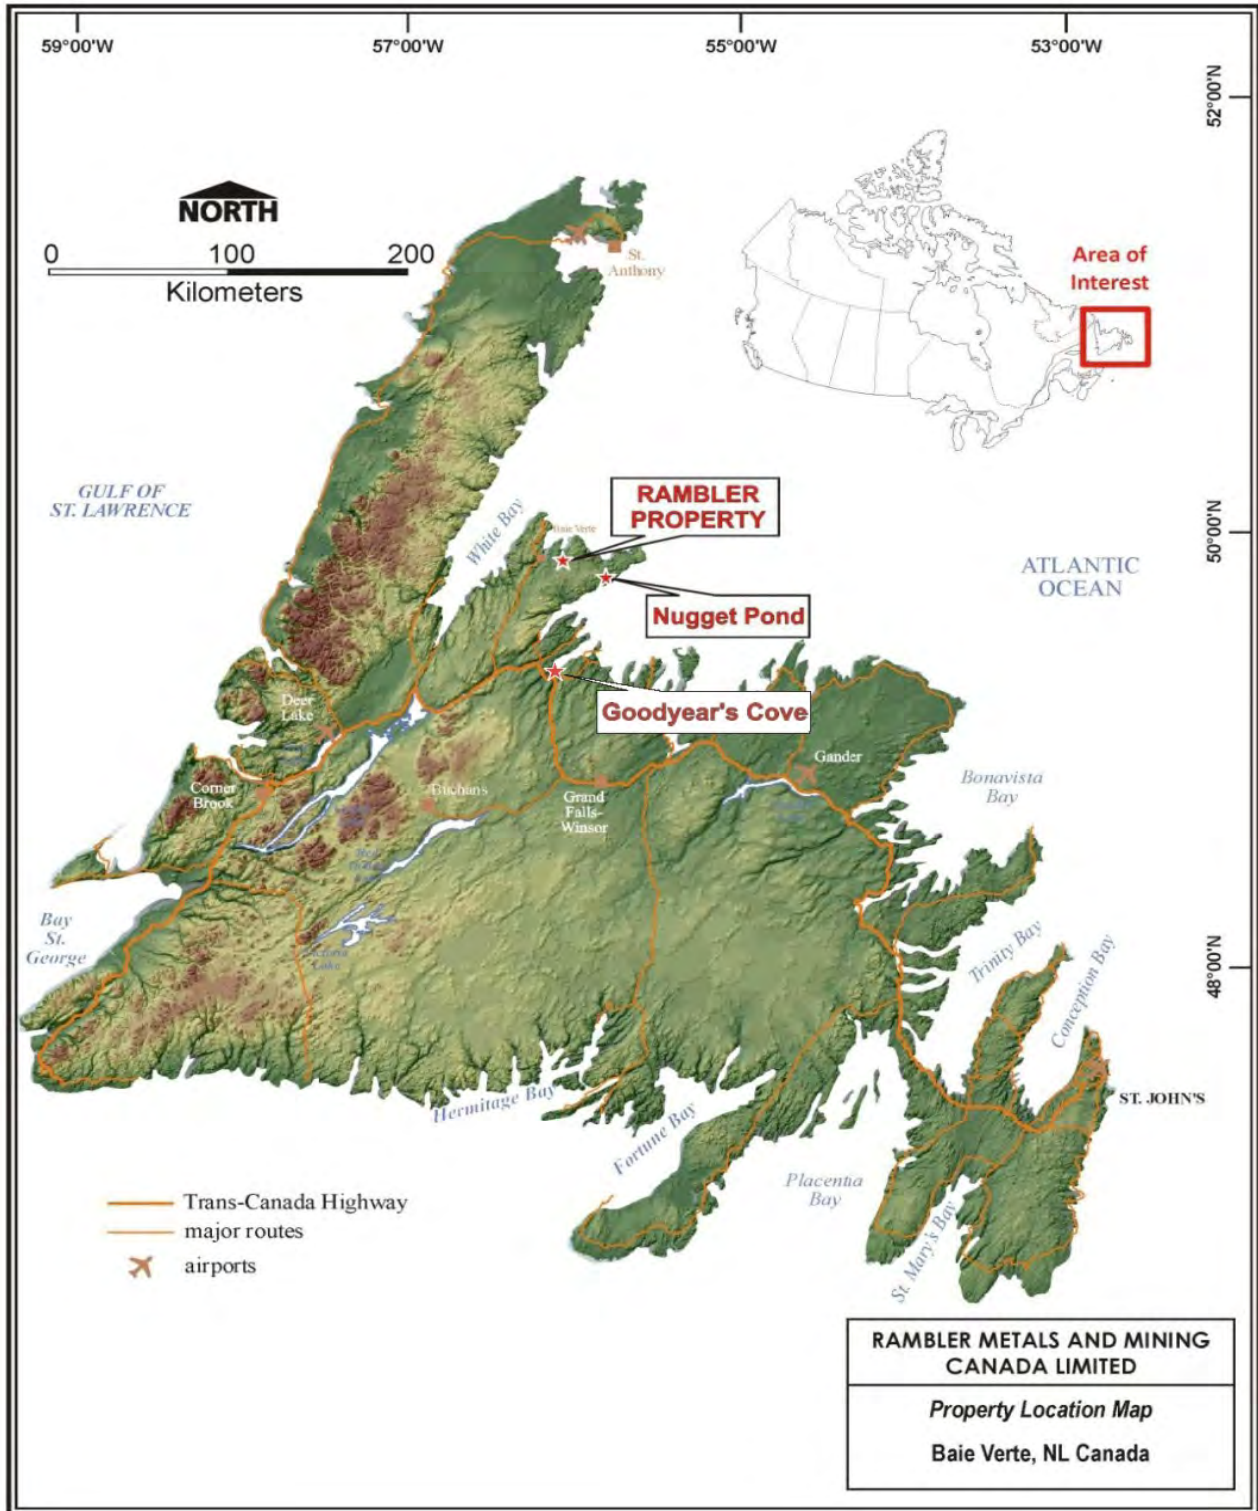 59°00'W
57°00'W
55°00'W
53°00'W
52°00'N
NORTH
0 100 200
Kilometers
St.
Anthony
Area of
Interest
GULF OF
ST. LAWRENCE
White Bay
Baie Verte
RAMBLER
PROPERTY
50°00'N
ATLANTIC
OCEAN
Nugget Pond
Goodyear's Cove
Deer
Lake
Gander
Bonavista
Bay
Corner
Brook
Buchans
Grand
Falls-
Winsor
Bay
St.
George
Victoria
Lake
Trinity Bay
Conception Bay
48°00'N
Hermitage Bay
Fortune Bay
ST. JOHN'S
Placentia
Bay
St. Mary's Bay
Trans-Canada Highway
major routes
airports
RAMBLER METALS AND MINING
CANADA LIMITED
Property Location Map
Baie Verte, NL Canada